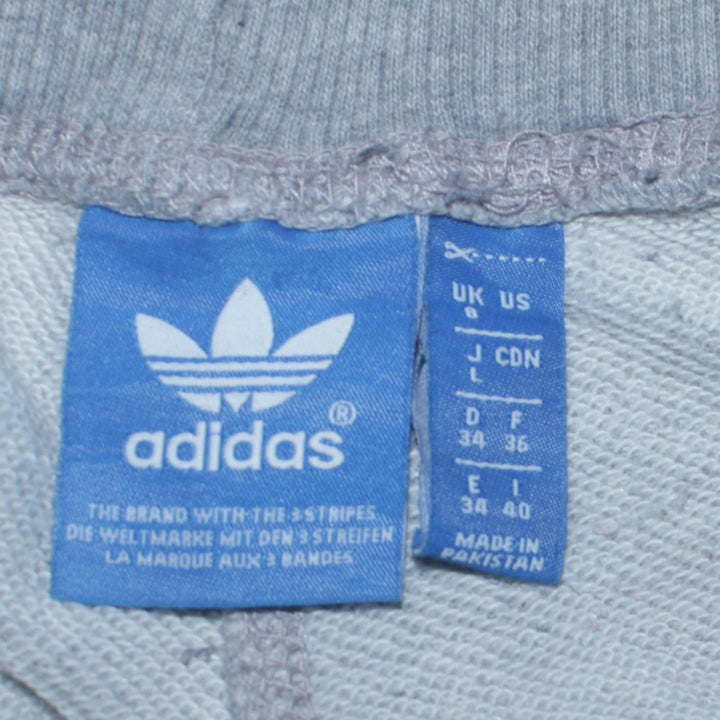 adidas®
THE BRAND WITH THE 3 STRIPES
DIE WELTMARKE MIT DEN 3 STREIFEN
LA MARQUE AUX 3 BANDES
UK US
8
J CDN
L
D F
34 36
E I
34 40
MADE IN
PAKISTAN